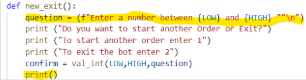 def new_exit():
question = (f"Enter a number between {LOW} and {HIGH} ""\n")
print ("Do you want to start another Order or Exit?")
print ("To start another order enter 1")
print ("To exit the bot enter 2")
confirm = val_int(LOW,HIGH,question)
print()